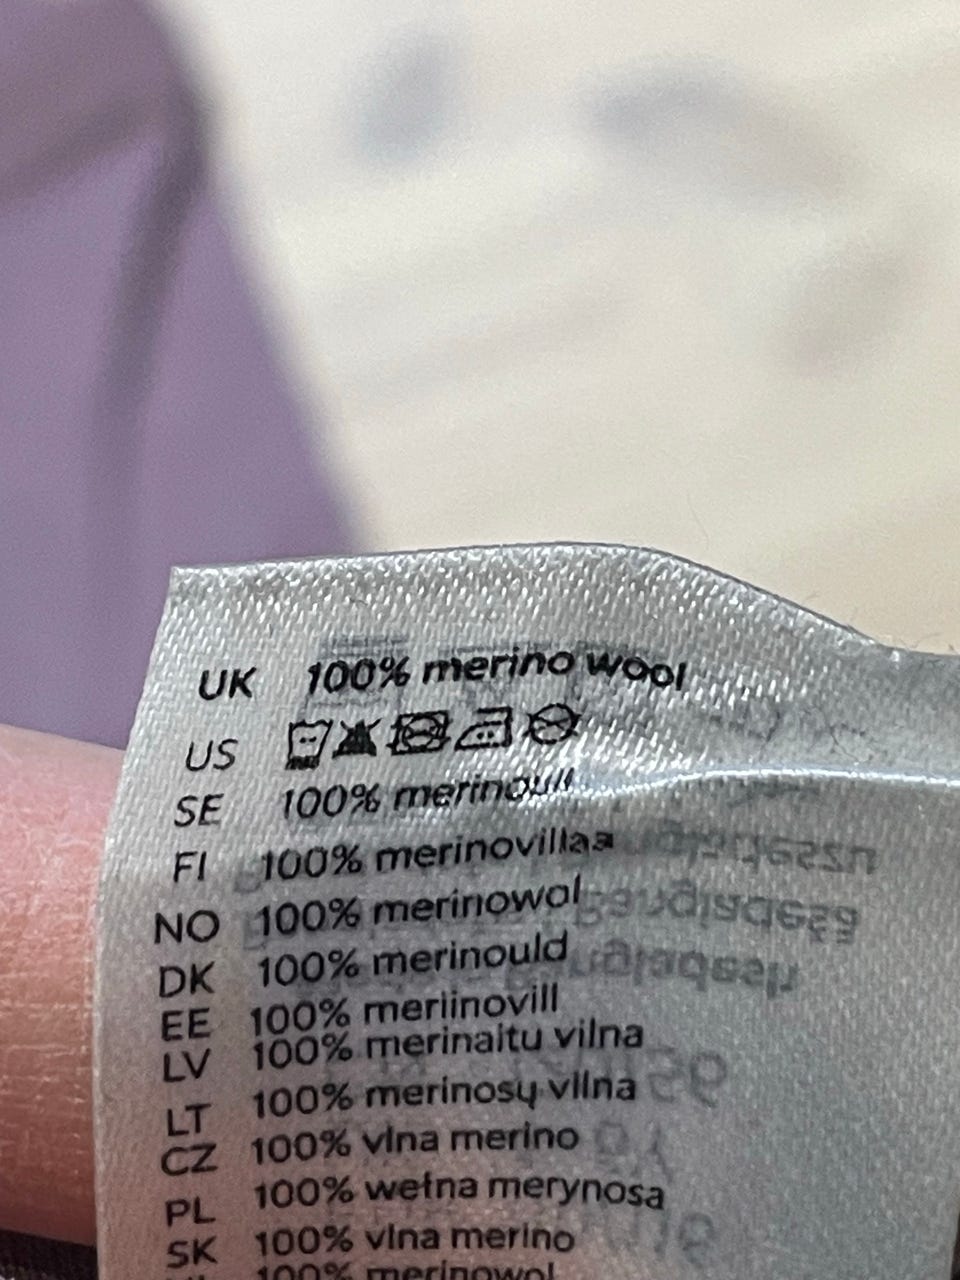 UK 100% merino wool
US
SE 100% merinoull
FI 100% merinovillaa
NO 100% merinowol
DK 100% merinould
EE 100% meriinovill
LV 100% merinaitu vilna
LT 100% merinosų vilna
CZ 100% vlna merino
PL 100% wełna merynosa
SK 100% vlna merino
100% merinowol